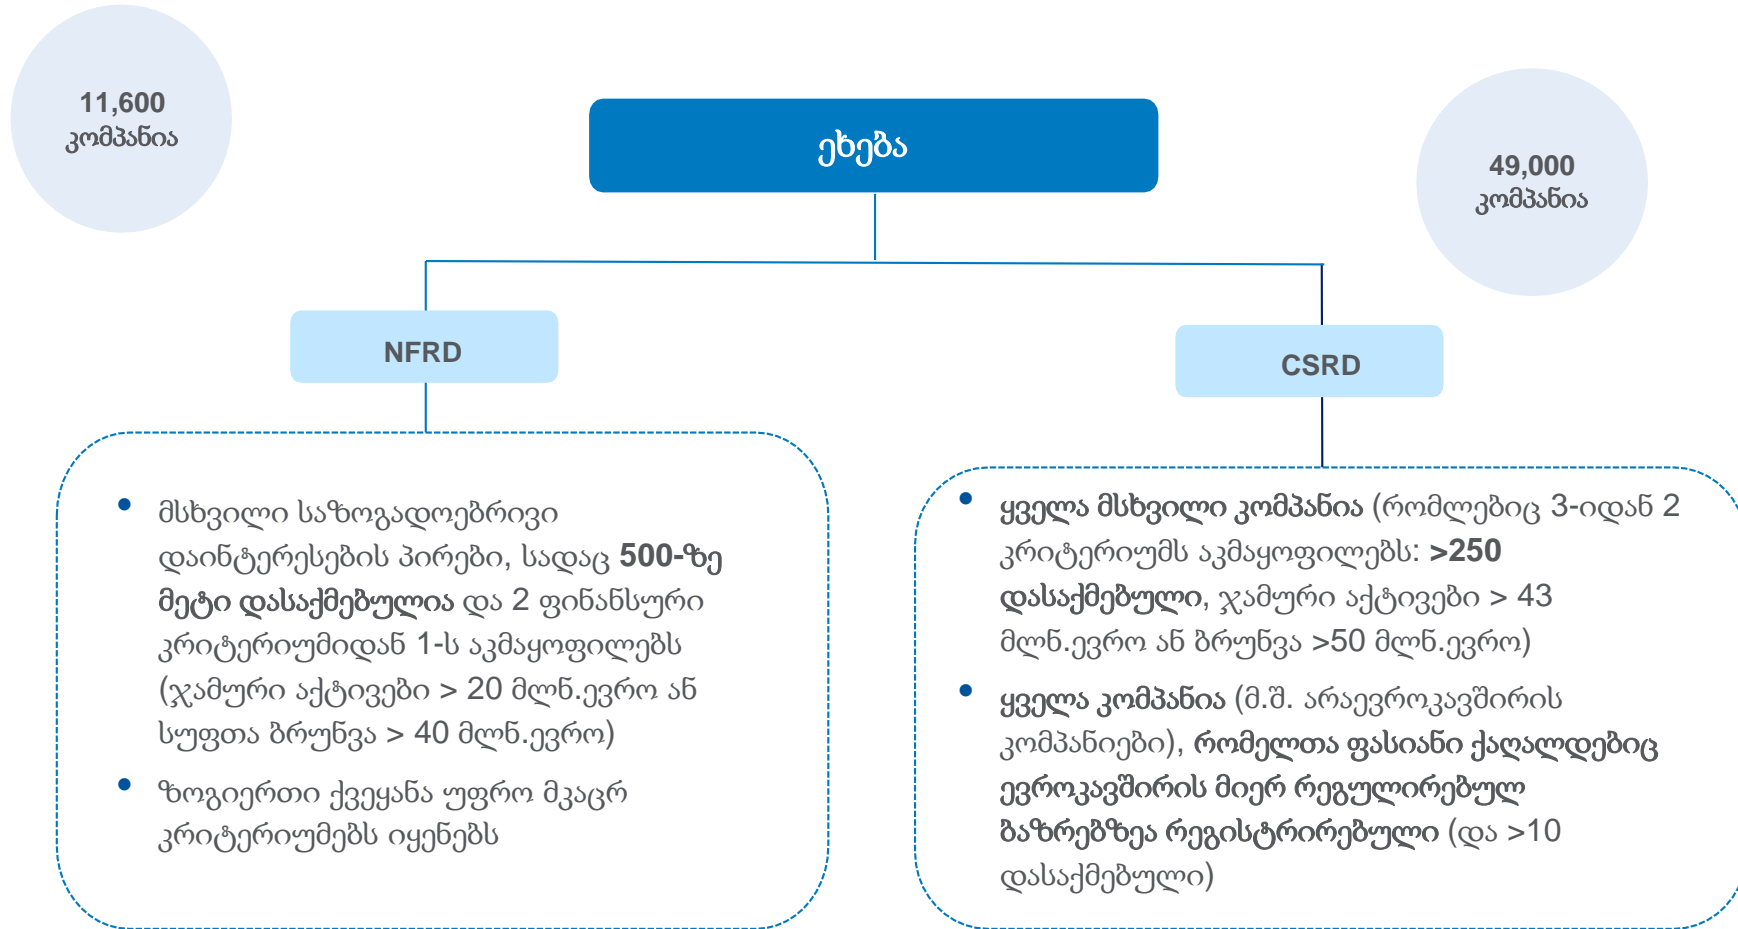 11,600
კომპანია
ეხება
49,000
კომპანია
NFRD
CSRD
• მსხვილი საზოგადოებრივი
დაინტერესების პირები, სადაც 500-ზე
მეტი დასაქმებულია და 2 ფინანსური
კრიტერიუმიდან 1-ს აკმაყოფილებს
(ჯამური აქტივები > 20 მლნ.ევრო ან
სუფთა ბრუნვა > 40 მლნ.ევრო)
• ზოგიერთი ქვეყანა უფრო მკაცრ
კრიტერიუმებს იყენებს
• ყველა მსხვილი კომპანია (რომლებიც 3-იდან 2
კრიტერიუმს აკმაყოფილებს: >250
დასაქმებული, ჯამური აქტივები > 43
მლნ.ევრო ან ბრუნვა >50 მლნ.ევრო)
• ყველა კომპანია (მ.შ. არაევროკავშირის
კომპანიები), რომელთა ფასიანი ქაღალდებიც
ევროკავშირის მიერ რეგულირებულ
ბაზრებზეა რეგისტრირებული (და >10
დასაქმებული)